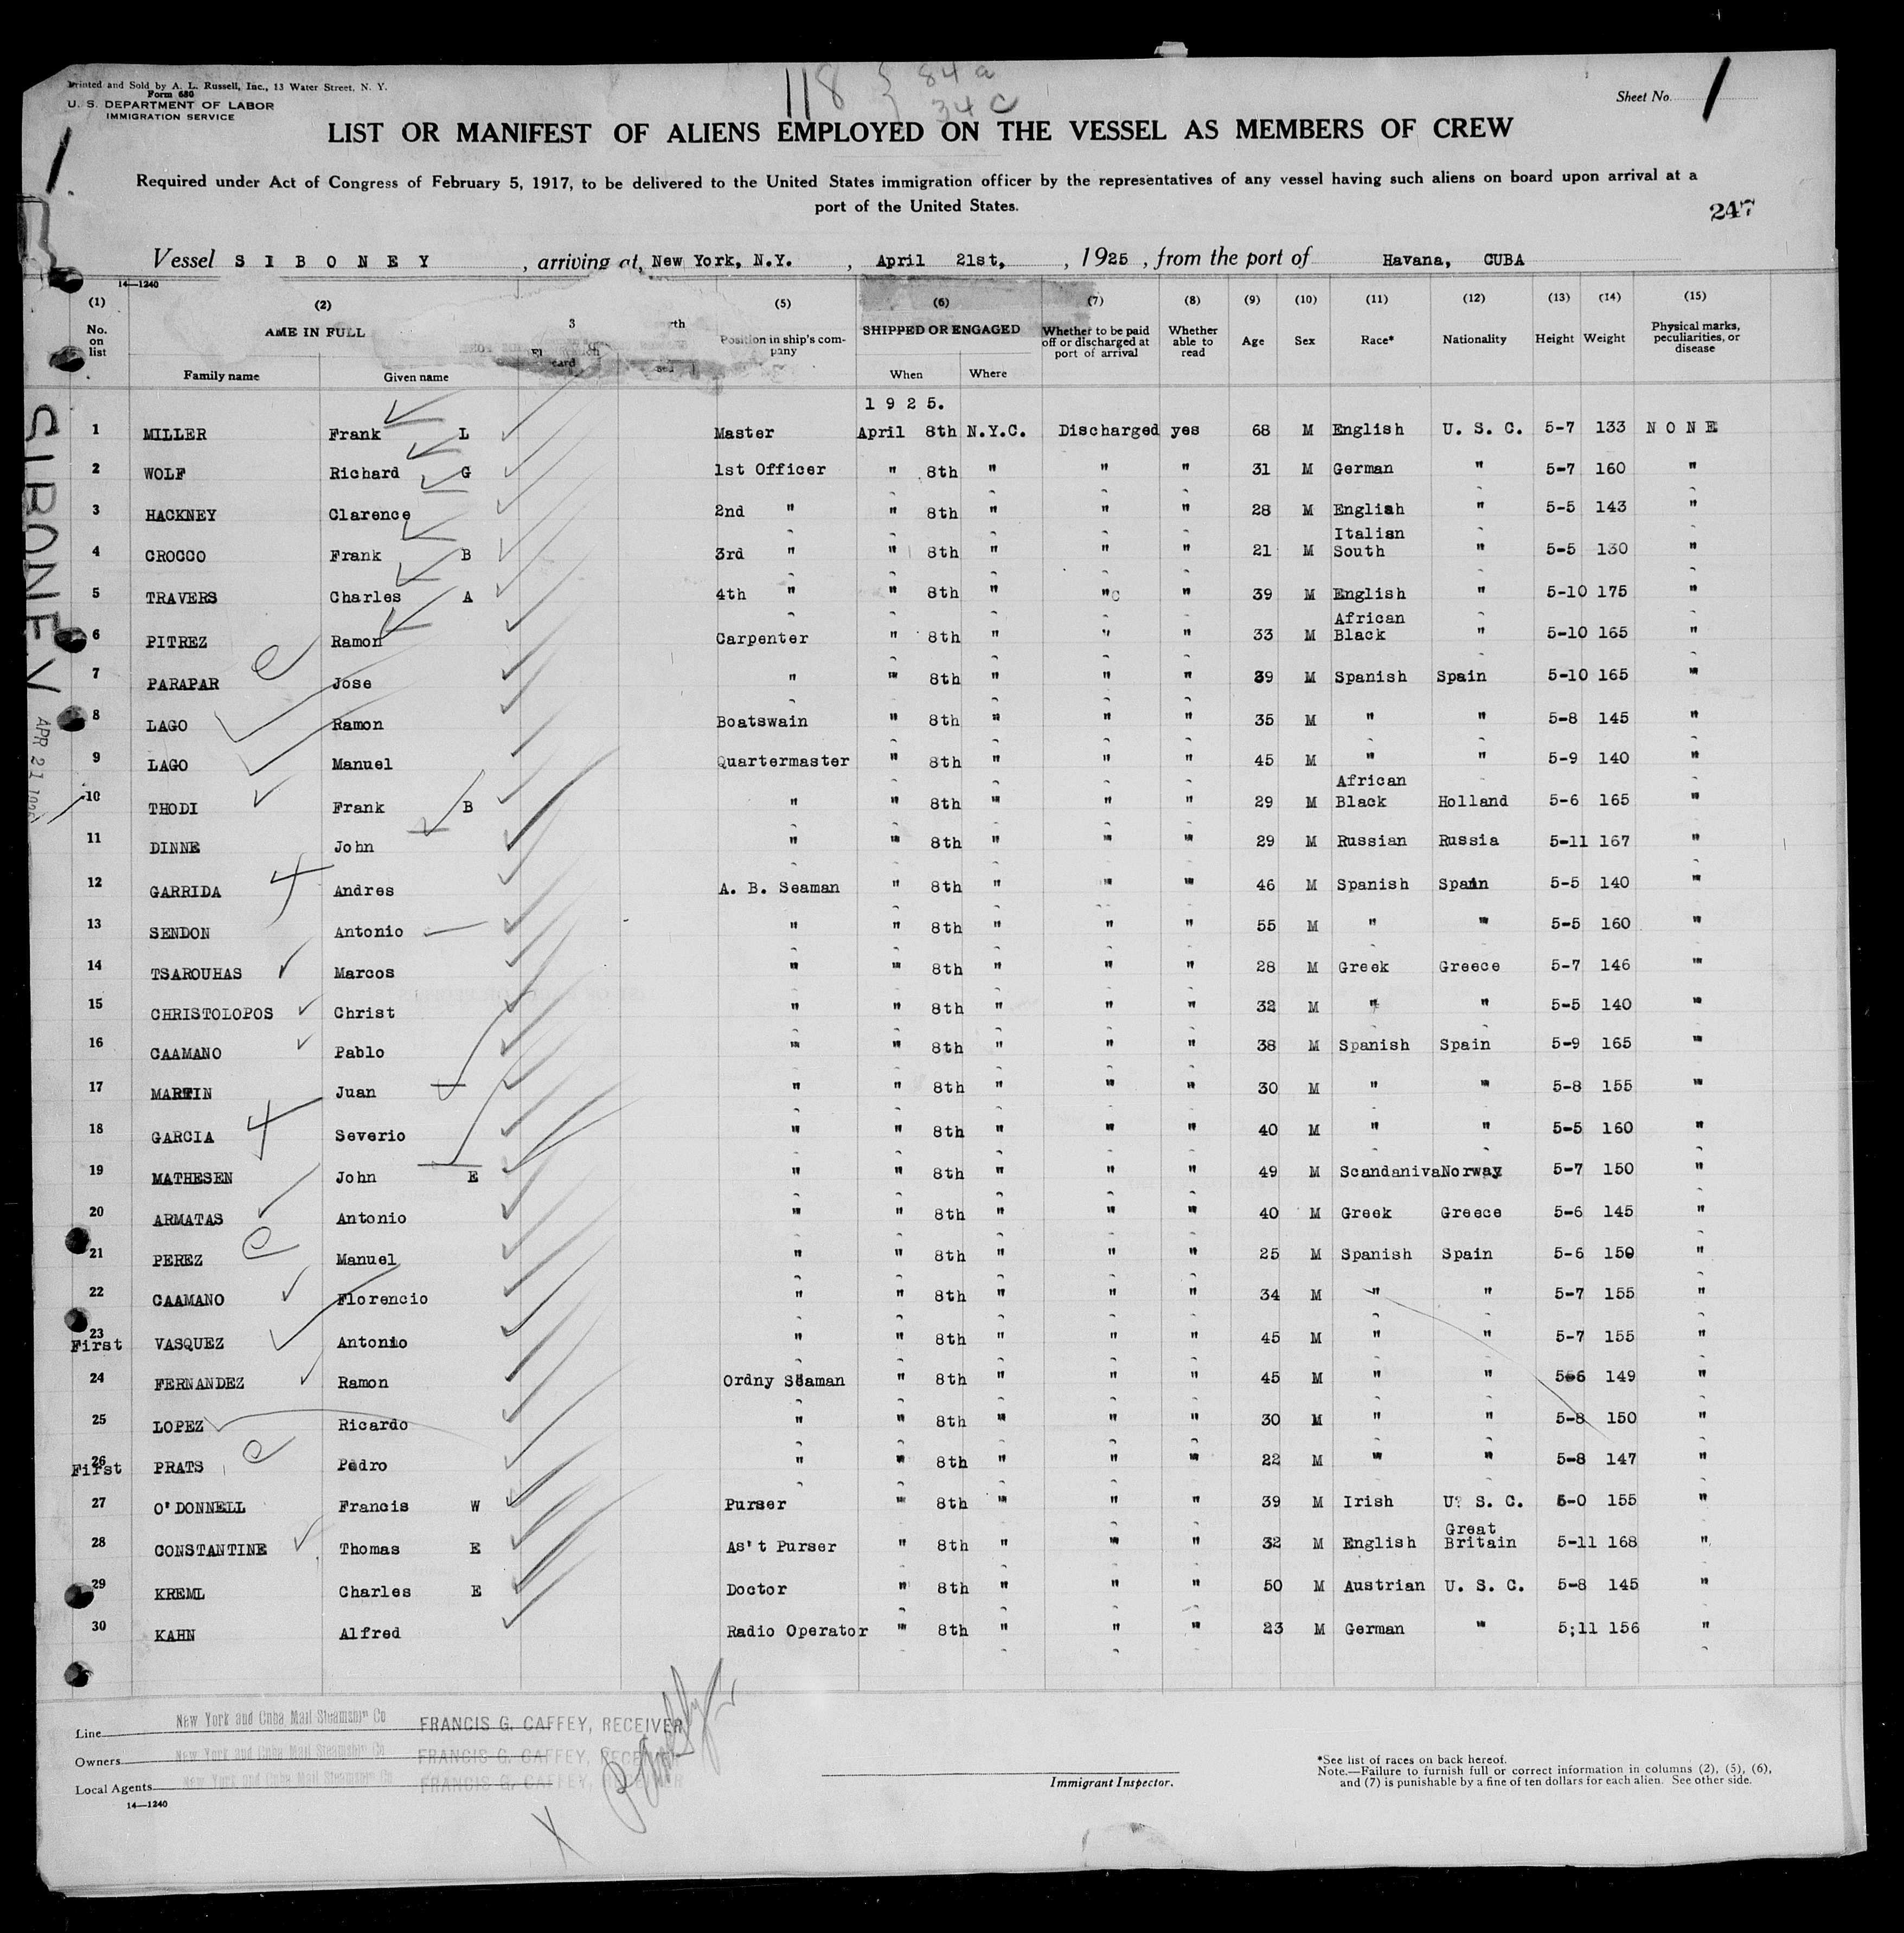 118 } 84 a
34 c
Printed and Sold by A. L. Russell, Inc., 13 Water Street, N. Y.
Form 680
U. S. DEPARTMENT OF LABOR
IMMIGRATION SERVICE
Sheet No. 1
1
LIST OR MANIFEST OF ALIENS EMPLOYED ON THE VESSEL AS MEMBERS OF CREW
Required under Act of Congress of February 5, 1917, to be delivered to the United States immigration officer by the representatives of any vessel having such aliens on board upon arrival at a
port of the United States.
247
Vessel S I B O N E Y , arriving at, New York, N.Y. , April 21st, , 1925 , from the port of Havana, CUBA
14—1240
(1) (2) 3 (5) (6) (7) (8) (9) (10) (11) (12) (13) (14) (15)
No. on list AME IN FULL Family name Given name Position in ship's company SHIPPED OR ENGAGED When Where Whether to be paid off or discharged at port of arrival Whether able to read Age Sex Race* Nationality Height Weight Physical marks, peculiarities, or disease
1 9 2 5.
1 MILLER Frank L Master April 8th N.Y.C. Discharged yes 68 M English U. S. C. 5-7 133 N O N E
2 WOLF Richard G 1st Officer " 8th " " " 31 M German " 5-7 160 "
3 HACKNEY Clarence 2nd " " 8th " " " 28 M English " 5-5 143 "
4 CROCCO Frank B 3rd " " 8th " " " 21 M Italian South " 5-5 130 "
5 TRAVERS Charles A 4th " " 8th " " " 39 M English " 5-10 175 "
6 PITREZ Ramon Carpenter " 8th " " " 33 M African Black " 5-10 165 "
7 PARAPAR Jose " " 8th " " " 39 M Spanish Spain 5-10 165 "
8 LAGO Ramon Boatswain " 8th " " " 35 M " " 5-8 145 "
9 LAGO Manuel Quartermaster " 8th " " " 45 M " " 5-9 140 "
10 THODI Frank B " " 8th " " " 29 M African Black Holland 5-6 165 "
11 DINNE John " " 8th " " " 29 M Russian Russia 5-11 167 "
12 GARRIDA Andres A. B. Seaman " 8th " " " 46 M Spanish Spain 5-5 140 "
13 SENDON Antonio " " 8th " " " 55 M " " 5-5 160 "
14 TSAROUHAS Marcos " " 8th " " " 28 M Greek Greece 5-7 146 "
15 CHRISTOLOPOS Christ " " 8th " " " 32 M " " 5-5 140 "
16 CAAMANO Pablo " " 8th " " " 38 M Spanish Spain 5-9 165 "
17 MARTIN Juan " " 8th " " " 30 M " " 5-8 155 "
18 GARCIA Severio " " 8th " " " 40 M " " 5-5 160 "
19 MATHESEN John E " " 8th " " " 49 M Scandaniva Norway 5-7 150 "
20 ARMATAS Antonio " " 8th " " " 40 M Greek Greece 5-6 145 "
21 PEREZ Manuel " " 8th " " " 25 M Spanish Spain 5-6 150 "
22 CAAMANO Florencio " " 8th " " " 34 M " " 5-7 155 "
23 First VASQUEZ Antonio " " 8th " " " 45 M " " 5-7 155 "
24 FERNANDEZ Ramon Ordny Seaman " 8th " " " 45 M " " 5-6 149 "
25 LOPEZ Ricardo " " 8th " " " 30 M " " 5-8 150 "
26 First PRATS Pedro " " 8th " " " 22 M " " 5-8 147 "
27 O'DONNELL Francis W Purser " 8th " " " 39 M Irish U. S. C. 6-0 155 "
28 CONSTANTINE Thomas E As't Purser " 8th " " " 32 M English Great Britain 5-11 168 "
29 KREML Charles E Doctor " 8th " " " 50 M Austrian U. S. C. 5-8 145 "
30 KAHN Alfred Radio Operator " 8th " " " 23 M German " 5;11 156 "
SIBONEY
APR 21
Line New York and Cuba Mail Steamship Co FRANCIS G. CAFFEY, RECEIVER
Owners New York and Cuba Mail Steamship Co FRANCIS G. CAFFEY, RECEIVER
Local Agents New York and Cuba Mail Steamship Co FRANCIS G. CAFFEY, RECEIVER
14—1240
Immigrant Inspector.
*See list of races on back hereof.
Note.—Failure to furnish full or correct information in columns (2), (5), (6),
and (7) is punishable by a fine of ten dollars for each alien. See other side.